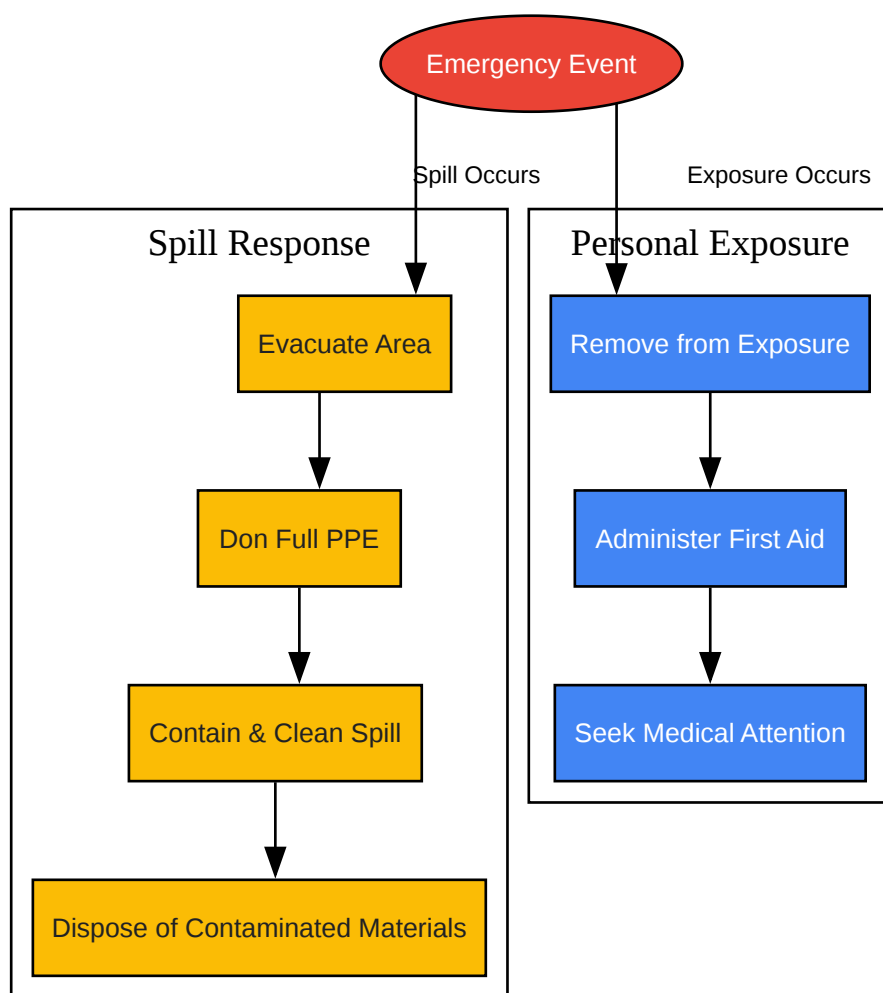 Emergency Event
Spill Occurs
Exposure Occurs
Spill Response
Evacuate Area
Don Full PPE
Contain & Clean Spill
Dispose of Contaminated Materials
Personal Exposure
Remove from Exposure
Administer First Aid
Seek Medical Attention